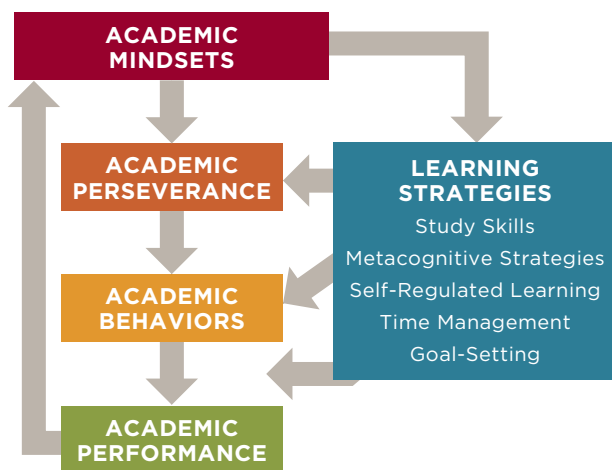 ACADEMIC
MINDSETS
ACADEMIC
PERSEVERANCE
LEARNING
STRATEGIES
Study Skills
Metacognitive Strategies
Self-Regulated Learning
Time Management
Goal-Setting
ACADEMIC
BEHAVIORS
ACADEMIC
PERFORMANCE